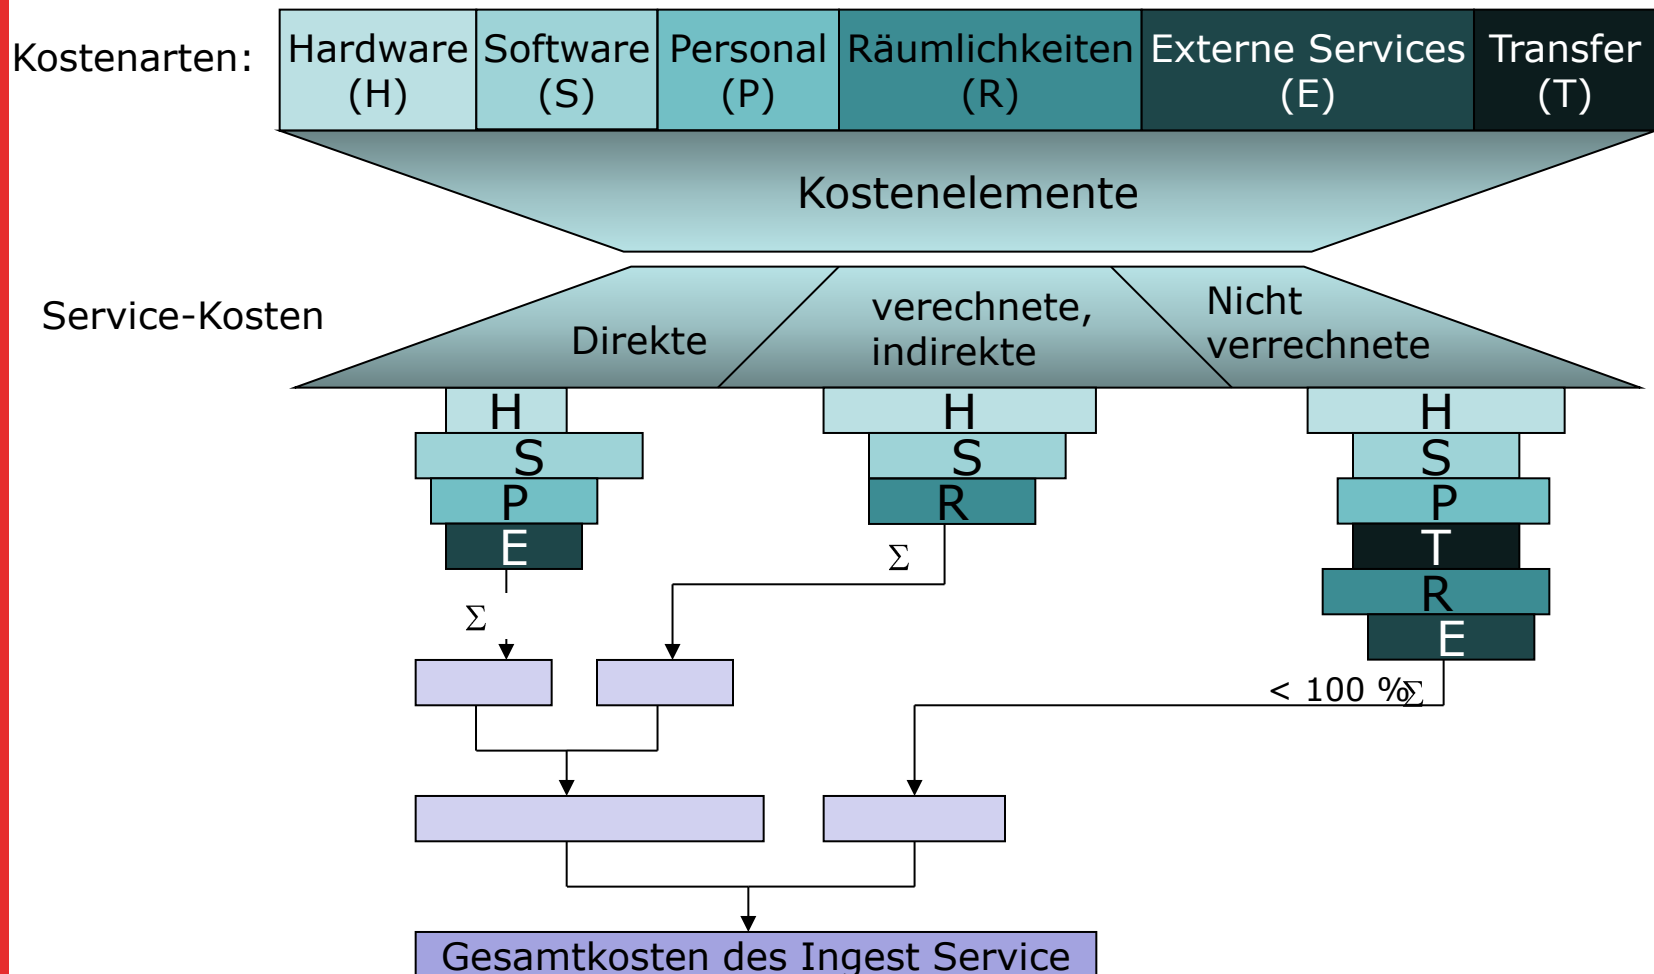 Kostenarten:
Hardware
(H)
Software
(S)
Personal
(P)
Räumlichkeiten
(R)
Externe Services
(E)
Transfer
(T)
Kostenelemente
Service-Kosten
Direkte
verechnete,
indirekte
Nicht
verrechnete
H
S
P
E
H
S
R
H
S
P
T
R
E
Σ
Σ
< 100 %
Σ
Gesamtkosten des Ingest Service